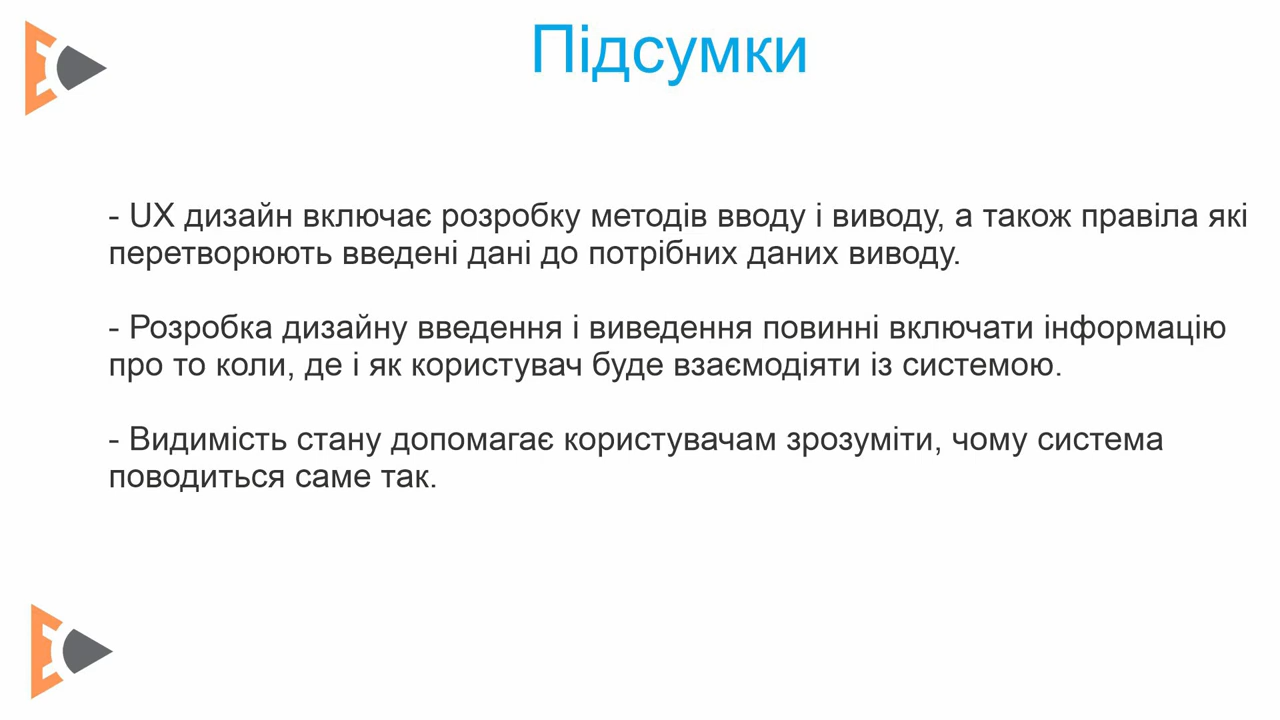 Підсумки
- UX дизайн включає розробку методів вводу і виводу, а також правіла які
перетворюють введені дані до потрібних даних виводу.
- Розробка дизайну введення і виведення повинні включати інформацію
про то коли, де і як користувач буде взаємодіяти із системою.
- Видимість стану допомагає користувачам зрозуміти, чому система
поводиться саме так.